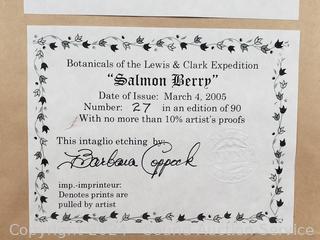 Botanicals of the Lewis & Clark Expedition
"Salmon Berry"
Date of Issue: March 4, 2005
Number: 27 in an edition of 90
With no more than 10% artist's proofs
This intaglio etching by:
Barbara Coppock
imp.-imprinteur:
Denotes prints are
pulled by artist